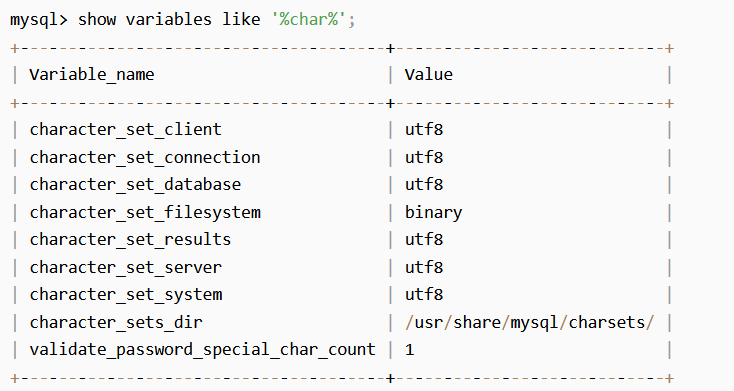 mysql> show variables like '%char%';
+--------------------------------------+----------------------------+
| Variable_name | Value |
+--------------------------------------+----------------------------+
| character_set_client | utf8 |
| character_set_connection | utf8 |
| character_set_database | utf8 |
| character_set_filesystem | binary |
| character_set_results | utf8 |
| character_set_server | utf8 |
| character_set_system | utf8 |
| character_sets_dir | /usr/share/mysql/charsets/ |
| validate_password_special_char_count | 1 |
+--------------------------------------+----------------------------+